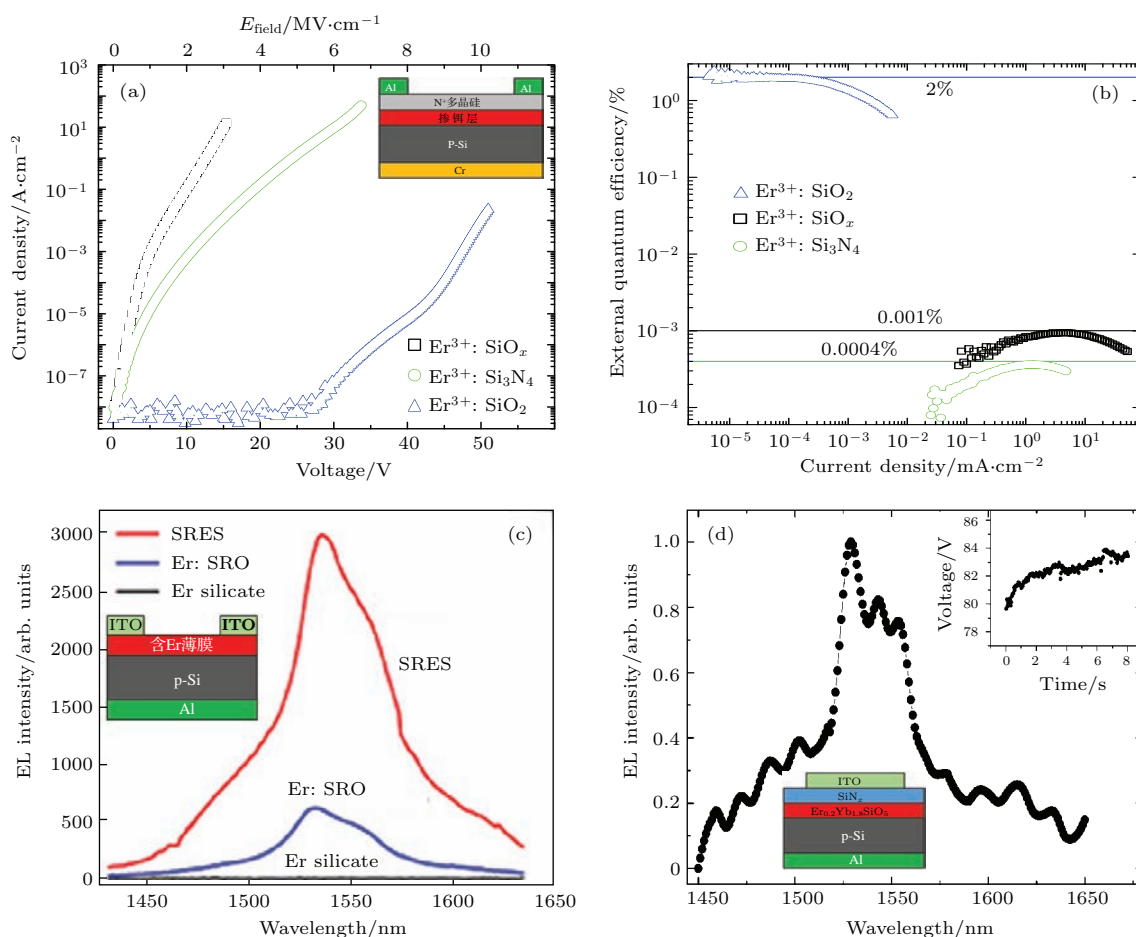 E_field/MV·cm⁻¹
0 3 6 8 10
(a)
10³
10¹
10⁻¹
10⁻³
10⁻⁵
10⁻⁷
Current density/A·cm⁻²
Al Al
N⁺多晶硅
掺铒层
P-Si
Cr
Er³⁺: SiOₓ
Er³⁺: Si₃N₄
Er³⁺: SiO₂
0 10 20 30 40 50
Voltage/V
(b)
2%
10⁰
10⁻¹
10⁻²
10⁻³
10⁻⁴
External quantum efficiency/%
Er³⁺: SiO₂
Er³⁺: SiOₓ
Er³⁺: Si₃N₄
0.001%
0.0004%
10⁻⁵ 10⁻⁴ 10⁻³ 10⁻² 10⁻¹ 10⁰ 10¹
Current density/mA·cm⁻²
(c)
3000
2500
2000
1500
1000
500
0
EL intensity/arb. units
SRES
Er: SRO
Er silicate
ITO ITO
含Er薄膜
p-Si
Al
SRES
Er: SRO
Er silicate
1450 1500 1550 1600 1650
Wavelength/nm
(d)
1.0
0.8
0.6
0.4
0.2
0
EL intensity/arb. units
86
84
82
80
78
Voltage/V
0 2 4 6 8
Time/s
ITO
SiNₓ
Er₀.₂Yb₁.₈SiO₅
p-Si
Al
1450 1500 1550 1600 1650
Wavelength/nm